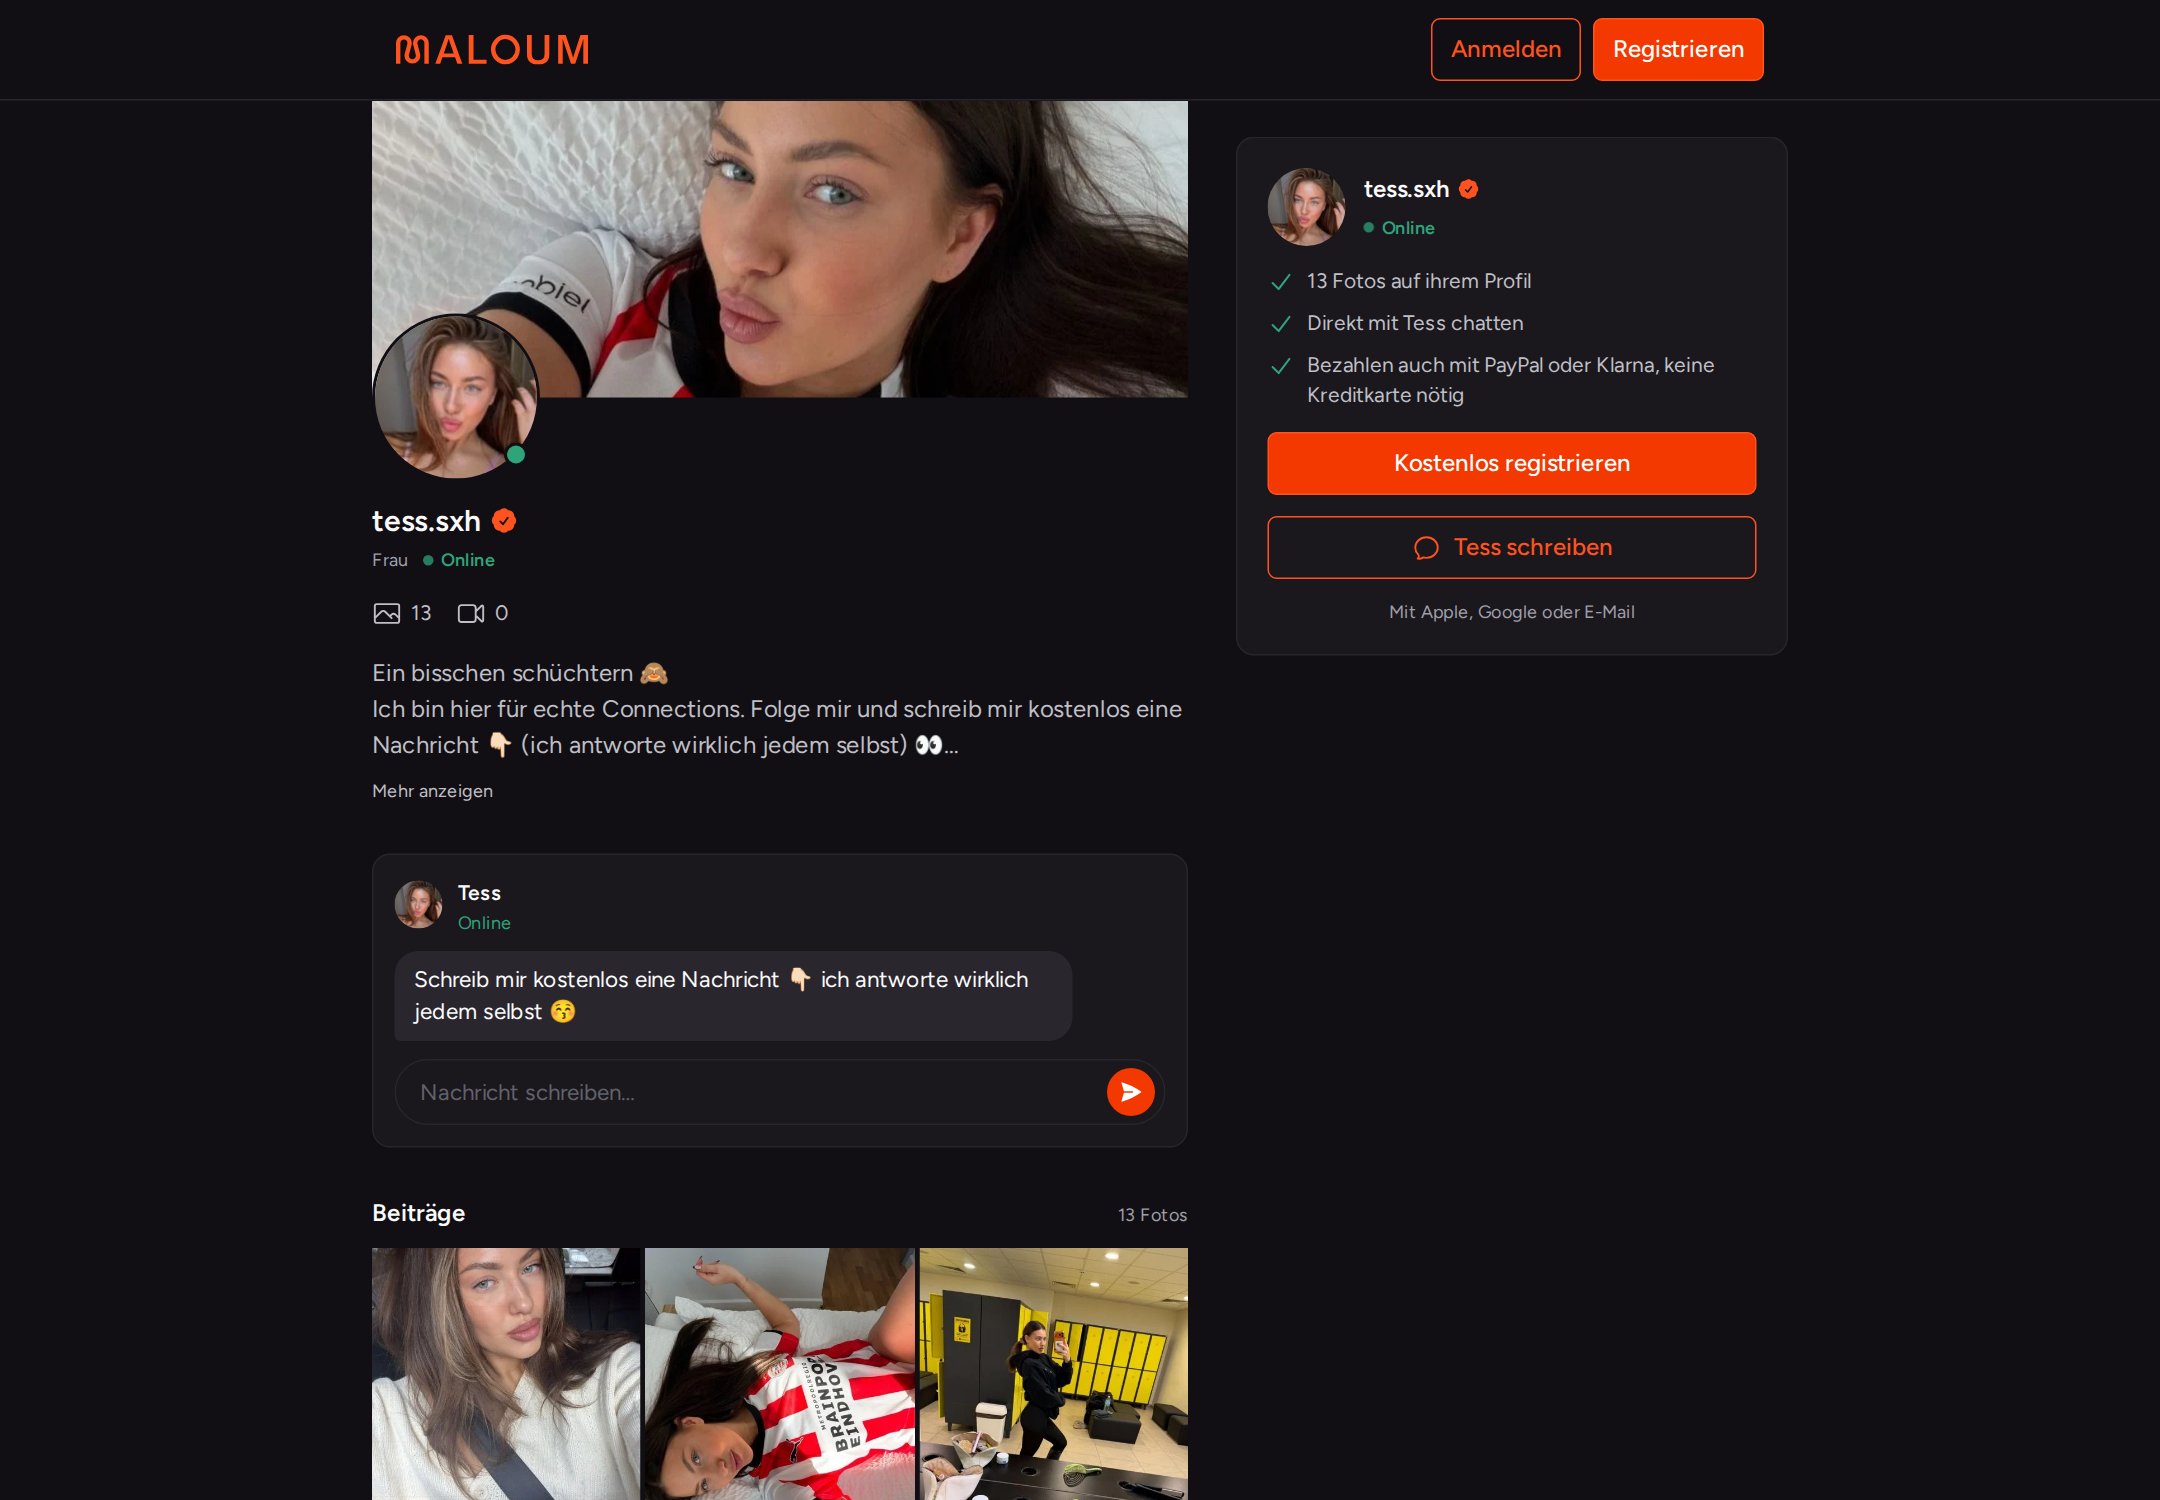 MALOUM
Anmelden
Registrieren
obiel
tess.sxh
Frau Online
13 0
Ein bisschen schüchtern 🙈
Ich bin hier für echte Connections. Folge mir und schreib mir kostenlos eine
Nachricht 👇🏻 (ich antworte wirklich jedem selbst) 👀...
Mehr anzeigen
Tess
Online
Schreib mir kostenlos eine Nachricht 👇🏻 ich antworte wirklich
jedem selbst 😚
Nachricht schreiben...
Beiträge
13 Fotos
BRAINPO
EINDHOV
tess.sxh
Online
13 Fotos auf ihrem Profil
Direkt mit Tess chatten
Bezahlen auch mit PayPal oder Klarna, keine
Kreditkarte nötig
Kostenlos registrieren
Tess schreiben
Mit Apple, Google oder E-Mail